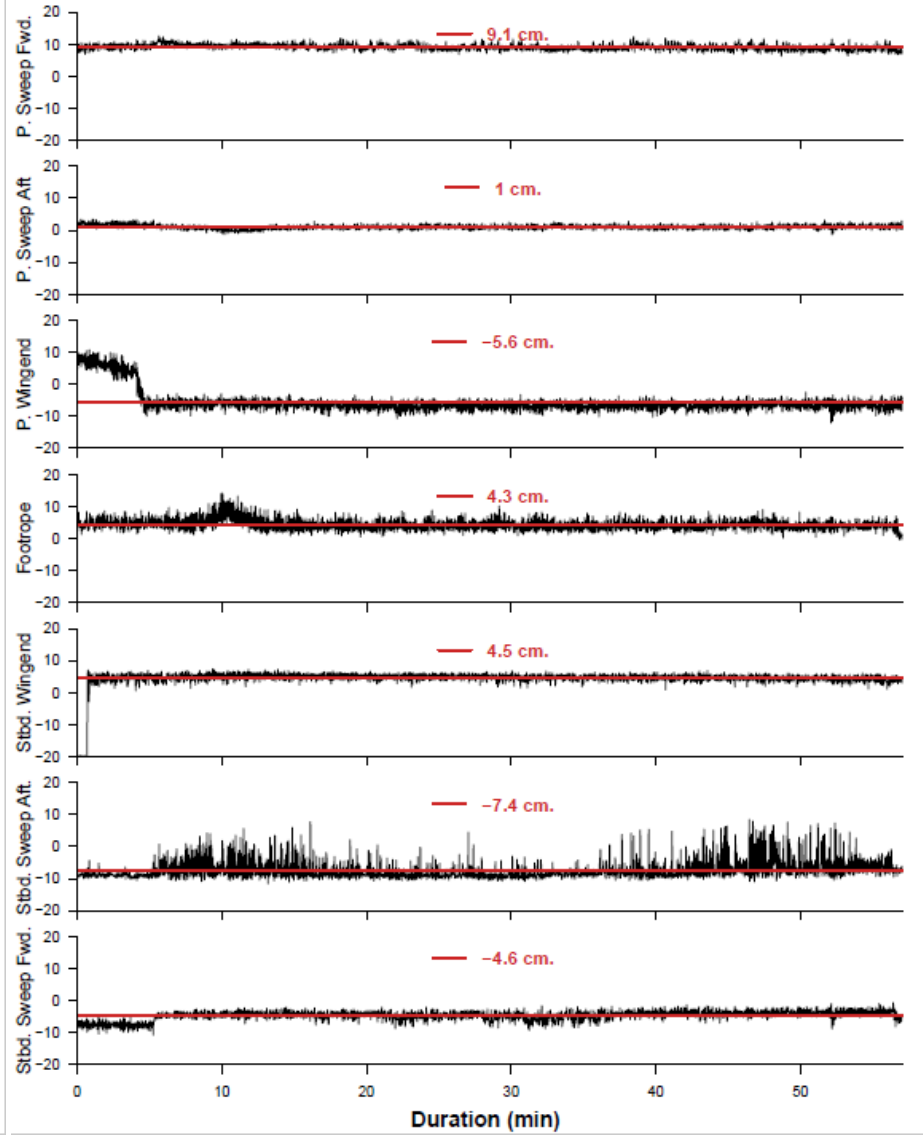 P. Sweep Fwd.
20
10
0
−10
−20
9.1 cm.
P. Sweep Aft
20
10
0
−10
−20
1 cm.
P. Wingend
20
10
0
−10
−20
−5.6 cm.
Footrope
20
10
0
−10
−20
4.3 cm.
Stbd. Wingend
20
10
0
−10
−20
4.5 cm.
Stbd. Sweep Aft.
20
10
0
−10
−20
−7.4 cm.
Stbd. Sweep Fwd.
20
10
0
−10
−20
−4.6 cm.
0 10 20 30 40 50
Duration (min)